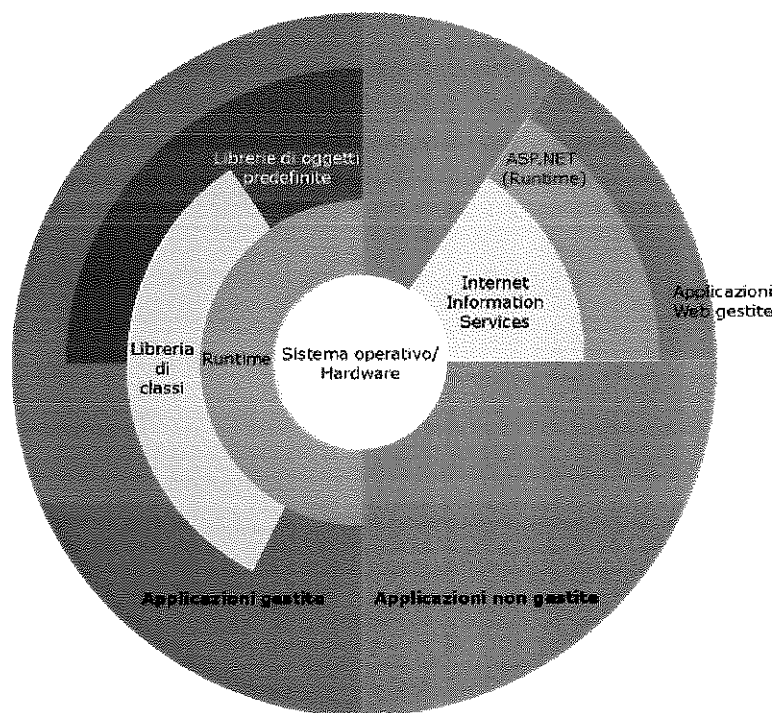 Librerie di oggetti
predefinite
ASP.NET
(Runtime)
Internet
Information
Services
Applicazioni
Web gestite
Libreria
di
classi
Runtime
Sistema operativo/
Hardware
Applicazioni gestite
Applicazioni non gestite